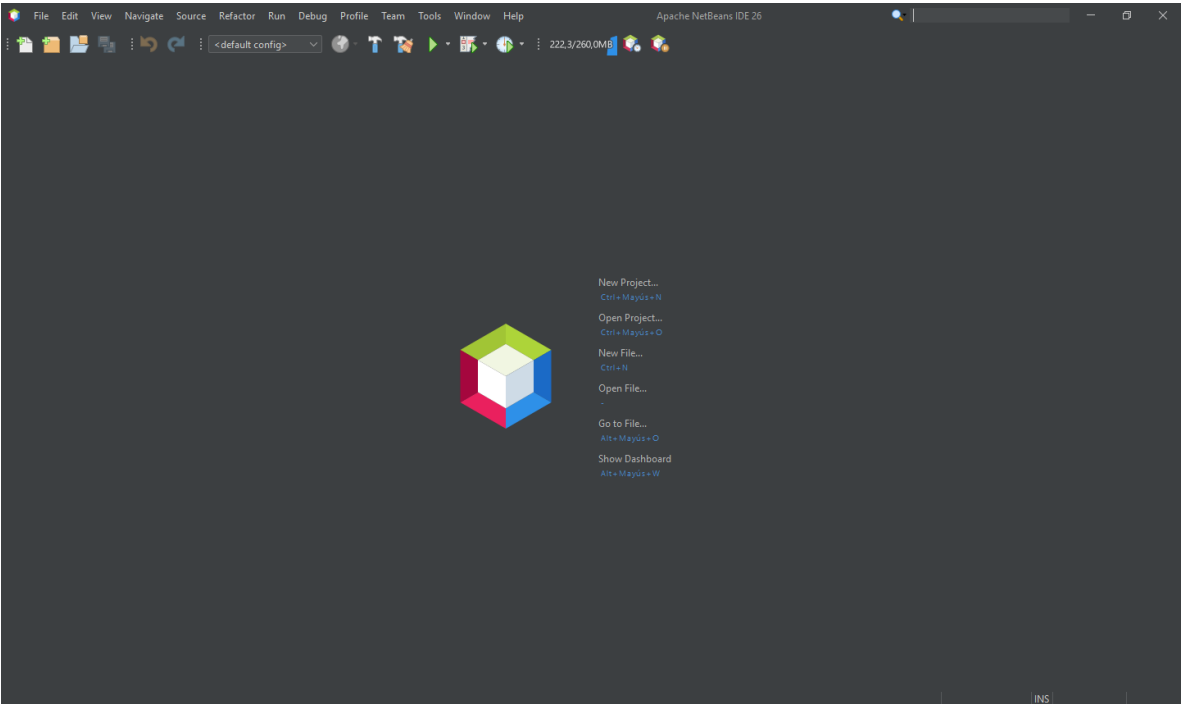 File Edit View Navigate Source Refactor Run Debug Profile Team Tools Window Help Apache NetBeans IDE 26
<default config> 222,3/260,0MB
New Project...
Ctrl+Mayús+N
Open Project...
Ctrl+Mayús+O
New File...
Ctrl+N
Open File...
-
Go to File...
Alt+Mayús+O
Show Dashboard
Alt+Mayús+W
INS